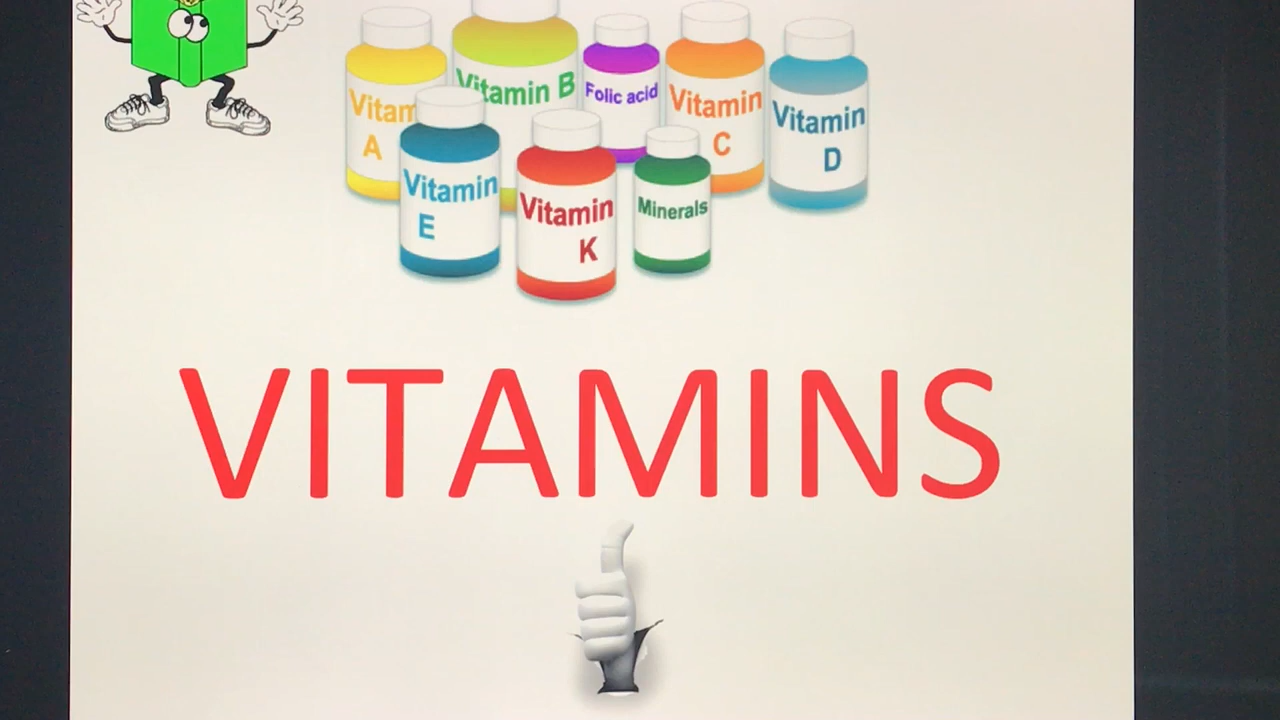 Vitamin B
Folic acid
Vitamin
C
Vitamin
D
Vitam
A
Vitamin
E
Vitamin
K
Minerals
VITAMINS